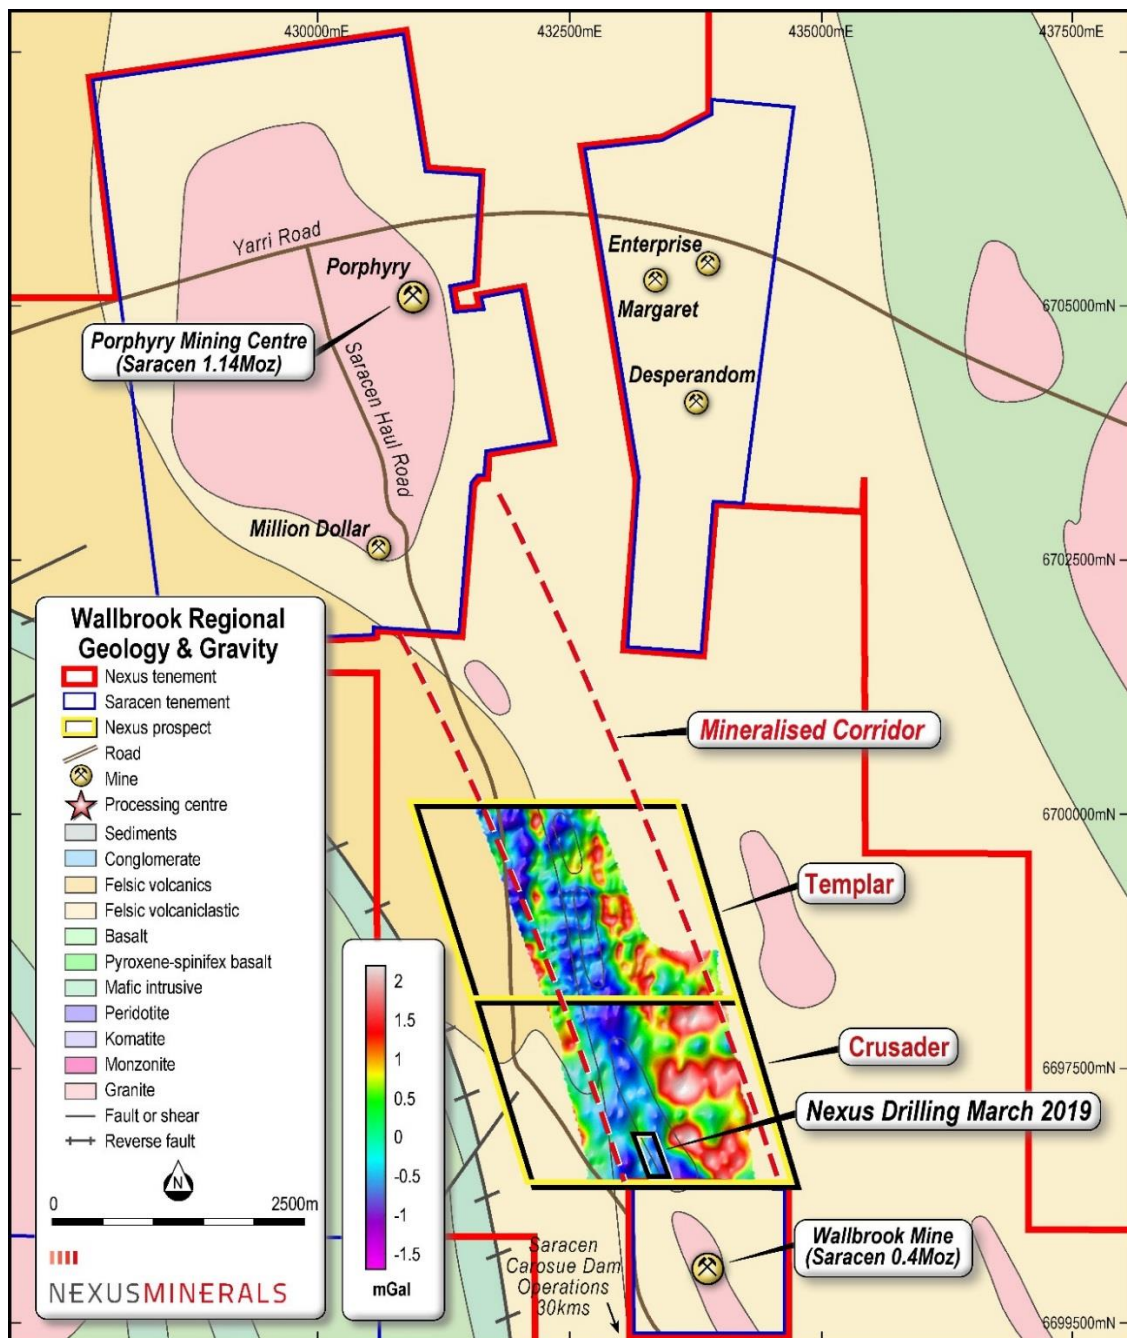 430000mE
432500mE
435000mE
437500mE
Yarri Road
Porphyry
Enterprise
Margaret
6705000mN
Porphyry Mining Centre
(Saracen 1.14Moz)
Saracen Haul Road
Desperandom
Million Dollar
6702500mN
Wallbrook Regional
Geology & Gravity
Nexus tenement
Saracen tenement
Nexus prospect
Road
Mine
Processing centre
Sediments
Conglomerate
Felsic volcanics
Felsic volcaniclastic
Basalt
Pyroxene-spinifex basalt
Mafic intrusive
Peridotite
Komatite
Monzonite
Granite
Fault or shear
Reverse fault
N
0
2500m
NEXUSMINERALS
Mineralised Corridor
6700000mN
Templar
2
1.5
1
0.5
0
-0.5
-1
-1.5
mGal
Crusader
6697500mN
Nexus Drilling March 2019
Wallbrook Mine
(Saracen 0.4Moz)
Saracen
Carosue Dam
Operations
30kms
6699500mN